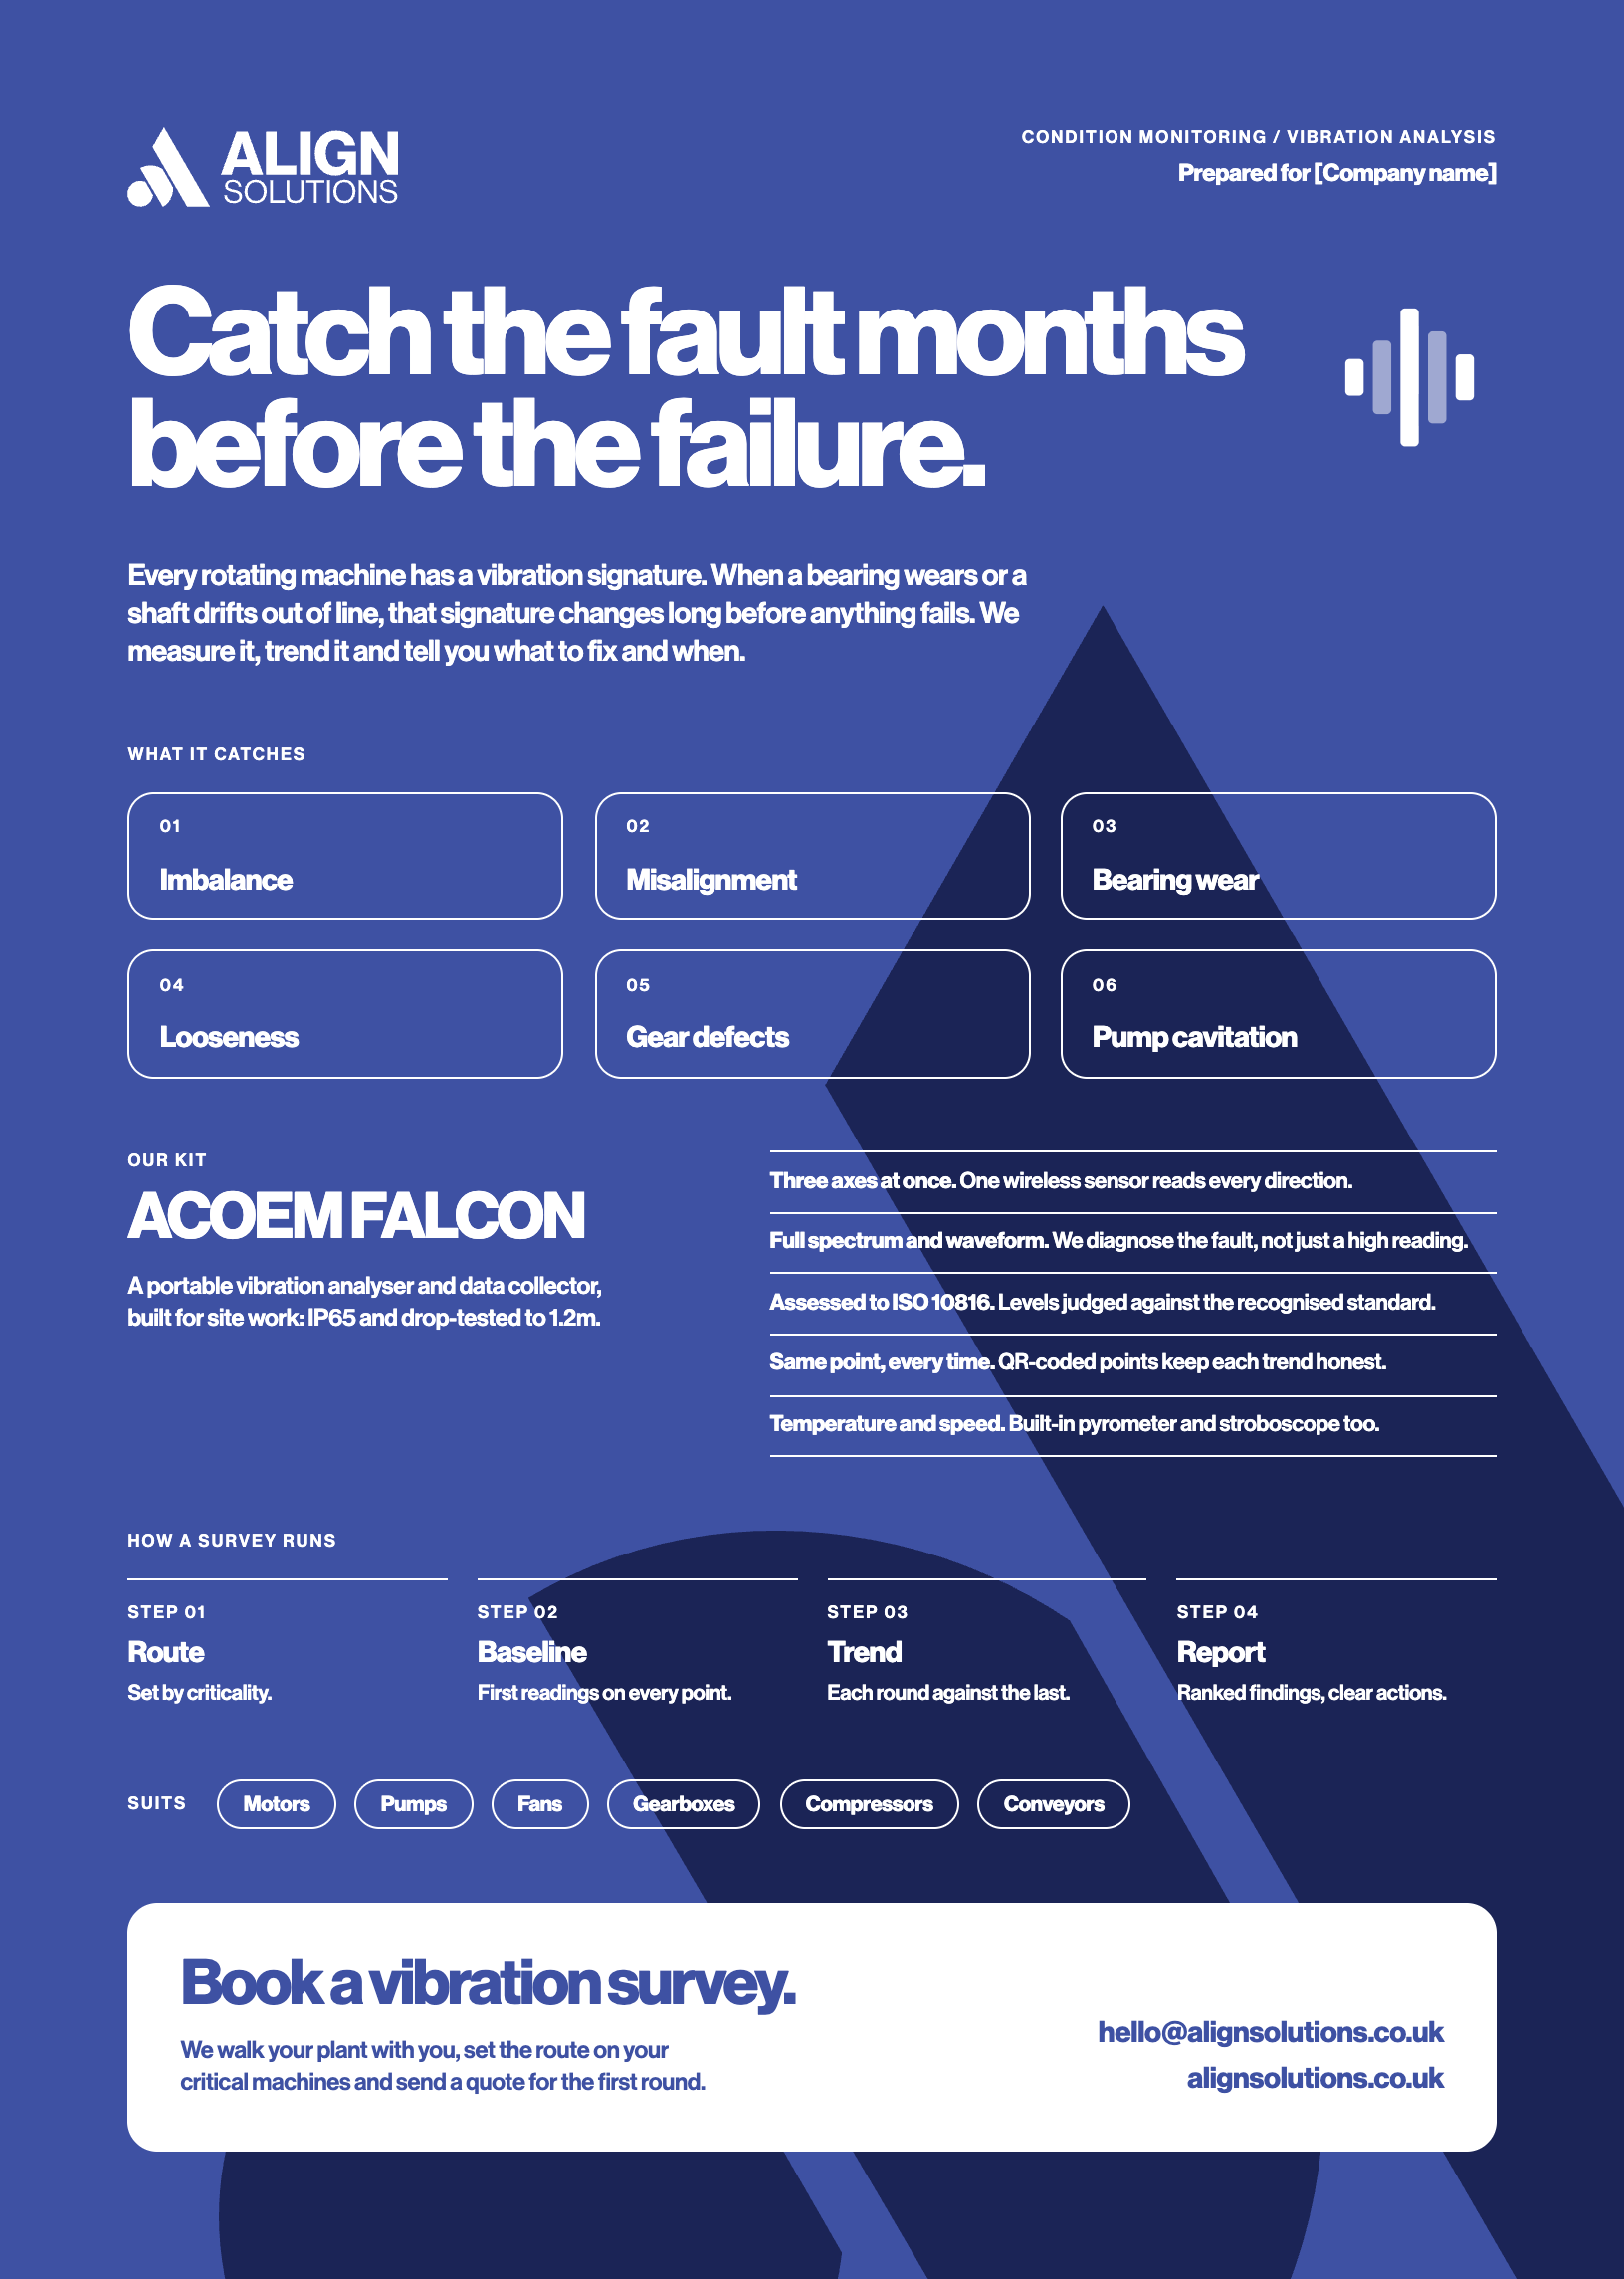 ALIGN
SOLUTIONS
CONDITION MONITORING / VIBRATION ANALYSIS
Prepared for [Company name]
Catch the fault months
before the failure.
Every rotating machine has a vibration signature. When a bearing wears or a
shaft drifts out of line, that signature changes long before anything fails. We
measure it, trend it and tell you what to fix and when.
WHAT IT CATCHES
01
Imbalance
02
Misalignment
03
Bearing wear
04
Looseness
05
Gear defects
06
Pump cavitation
OUR KIT
ACOEM FALCON
A portable vibration analyser and data collector,
built for site work: IP65 and drop-tested to 1.2m.
Three axes at once. One wireless sensor reads every direction.
Full spectrum and waveform. We diagnose the fault, not just a high reading.
Assessed to ISO 10816. Levels judged against the recognised standard.
Same point, every time. QR-coded points keep each trend honest.
Temperature and speed. Built-in pyrometer and stroboscope too.
HOW A SURVEY RUNS
STEP 01
Route
Set by criticality.
STEP 02
Baseline
First readings on every point.
STEP 03
Trend
Each round against the last.
STEP 04
Report
Ranked findings, clear actions.
SUITS
Motors
Pumps
Fans
Gearboxes
Compressors
Conveyors
Book a vibration survey.
We walk your plant with you, set the route on your
critical machines and send a quote for the first round.
hello@alignsolutions.co.uk
alignsolutions.co.uk